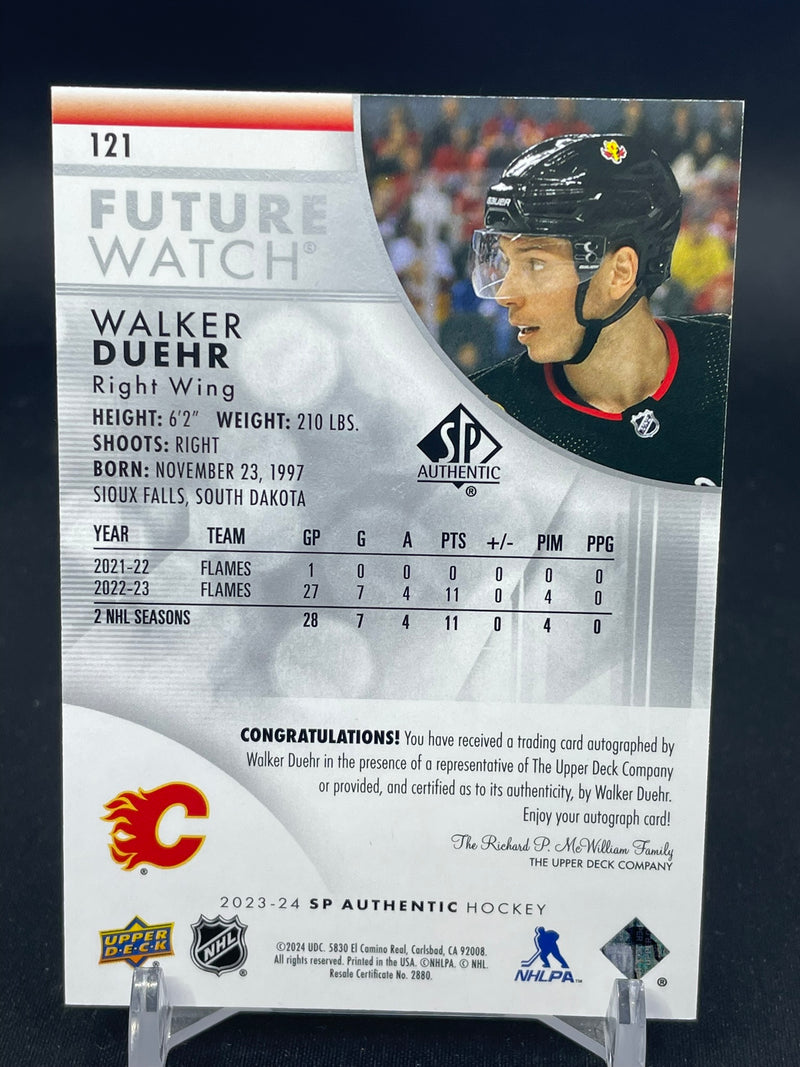 121
FUTURE
WATCH®
BAUER
WALKER
DUEHR
Right Wing
HEIGHT: 6'2" WEIGHT: 210 LBS.
SHOOTS: RIGHT
BORN: NOVEMBER 23, 1997
SIOUX FALLS, SOUTH DAKOTA
SP
AUTHENTIC
®
YEAR TEAM GP G A PTS +/- PIM PPG
2021-22 FLAMES 1 0 0 0 0 0 0
2022-23 FLAMES 27 7 4 11 0 4 0
2 NHL SEASONS 28 7 4 11 0 4 0
CONGRATULATIONS! You have received a trading card autographed by
Walker Duehr in the presence of a representative of The Upper Deck Company
or provided, and certified as to its authenticity, by Walker Duehr.
Enjoy your autograph card!
The Richard P. McWilliam Family
THE UPPER DECK COMPANY
C
®
2023-24 SP AUTHENTIC HOCKEY
UPPER
D·E·C·K
®
NHL
®
©2024 UDC. 5830 El Camino Real, Carlsbad, CA 92008.
All rights reserved. Printed in the USA. ©NHLPA. © NHL.
Resale Certificate No. 2880.
NHLPA™
®